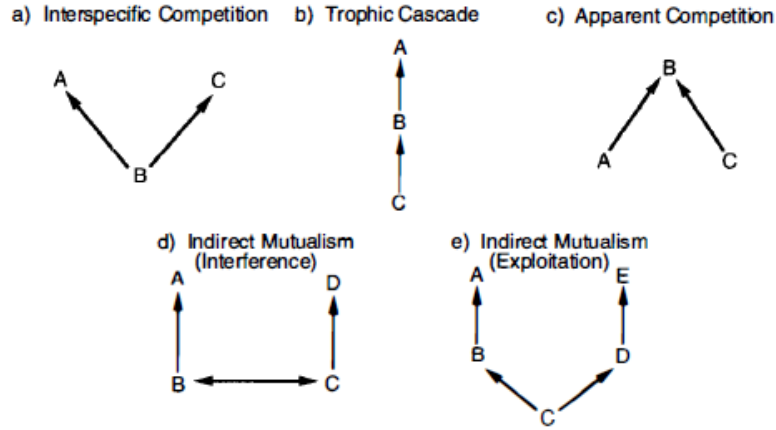 a) Interspecific Competition
b) Trophic Cascade
c) Apparent Competition
A
C
B
A
B
C
B
A
C
d) Indirect Mutualism
(Interference)
A
D
B
C
e) Indirect Mutualism
(Exploitation)
A
E
B
D
C